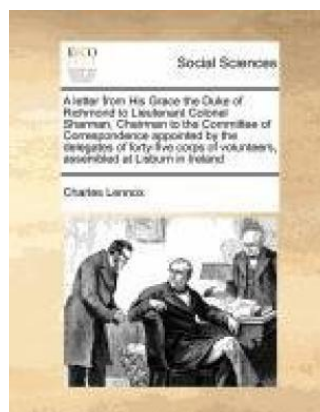 ECCO
Social Sciences
A letter from His Grace the Duke of
Richmond to Lieutenant Colonel
Sharman, Chairman to the Committee of
Correspondence appointed by the
delegates of forty-five corps of volunteers,
assembled at Lisburn in Ireland
Charles Lennox